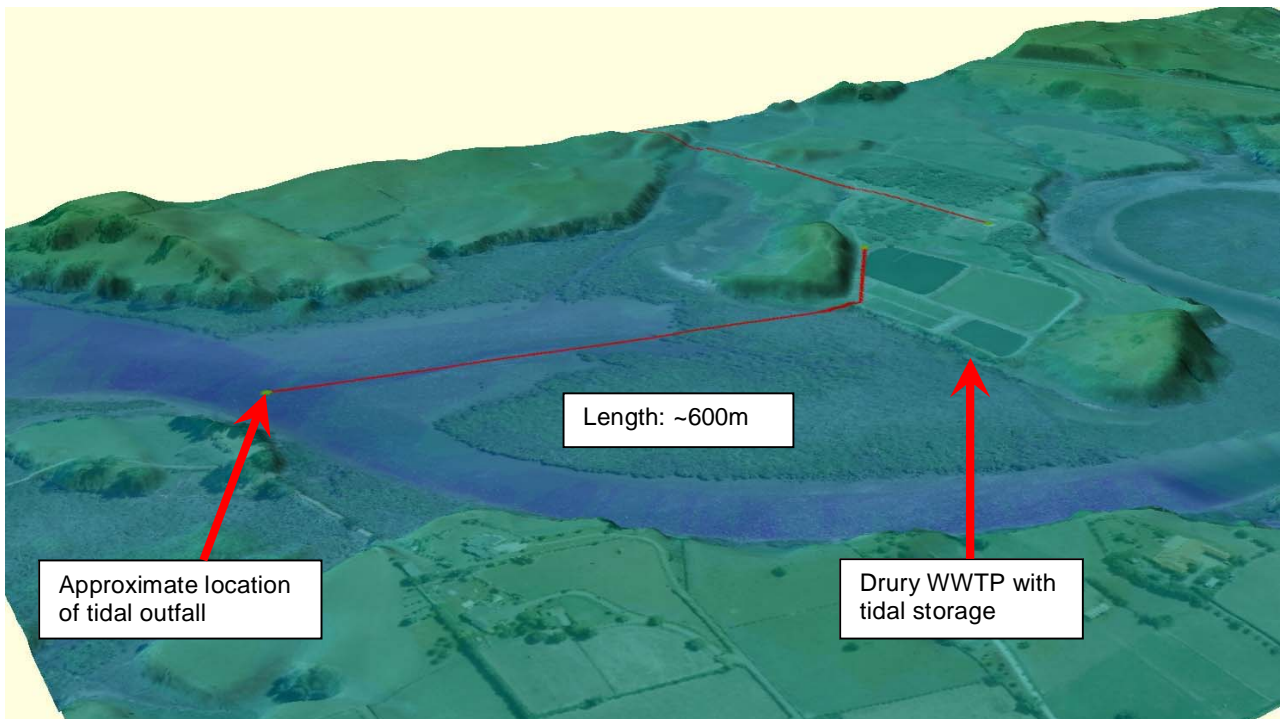 Length: ~600m
Approximate location
of tidal outfall
Drury WWTP with
tidal storage